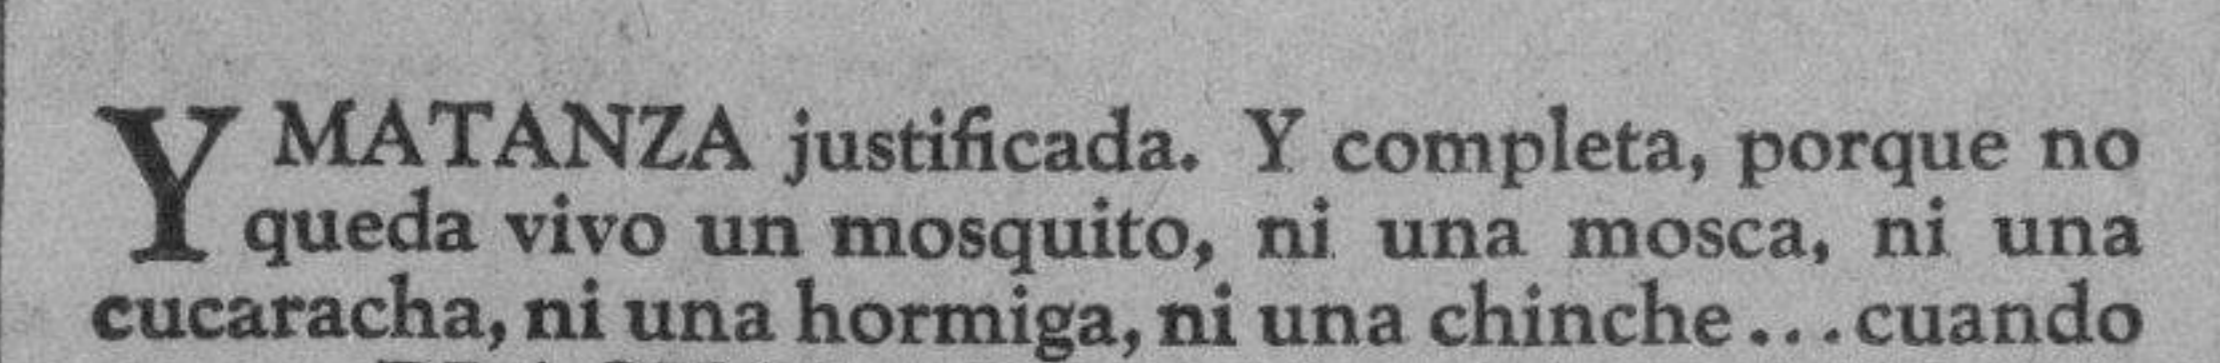 Y MATANZA justificada. Y completa, porque no
queda vivo un mosquito, ni una mosca, ni una
cucaracha, ni una hormiga, ni una chinche...cuando